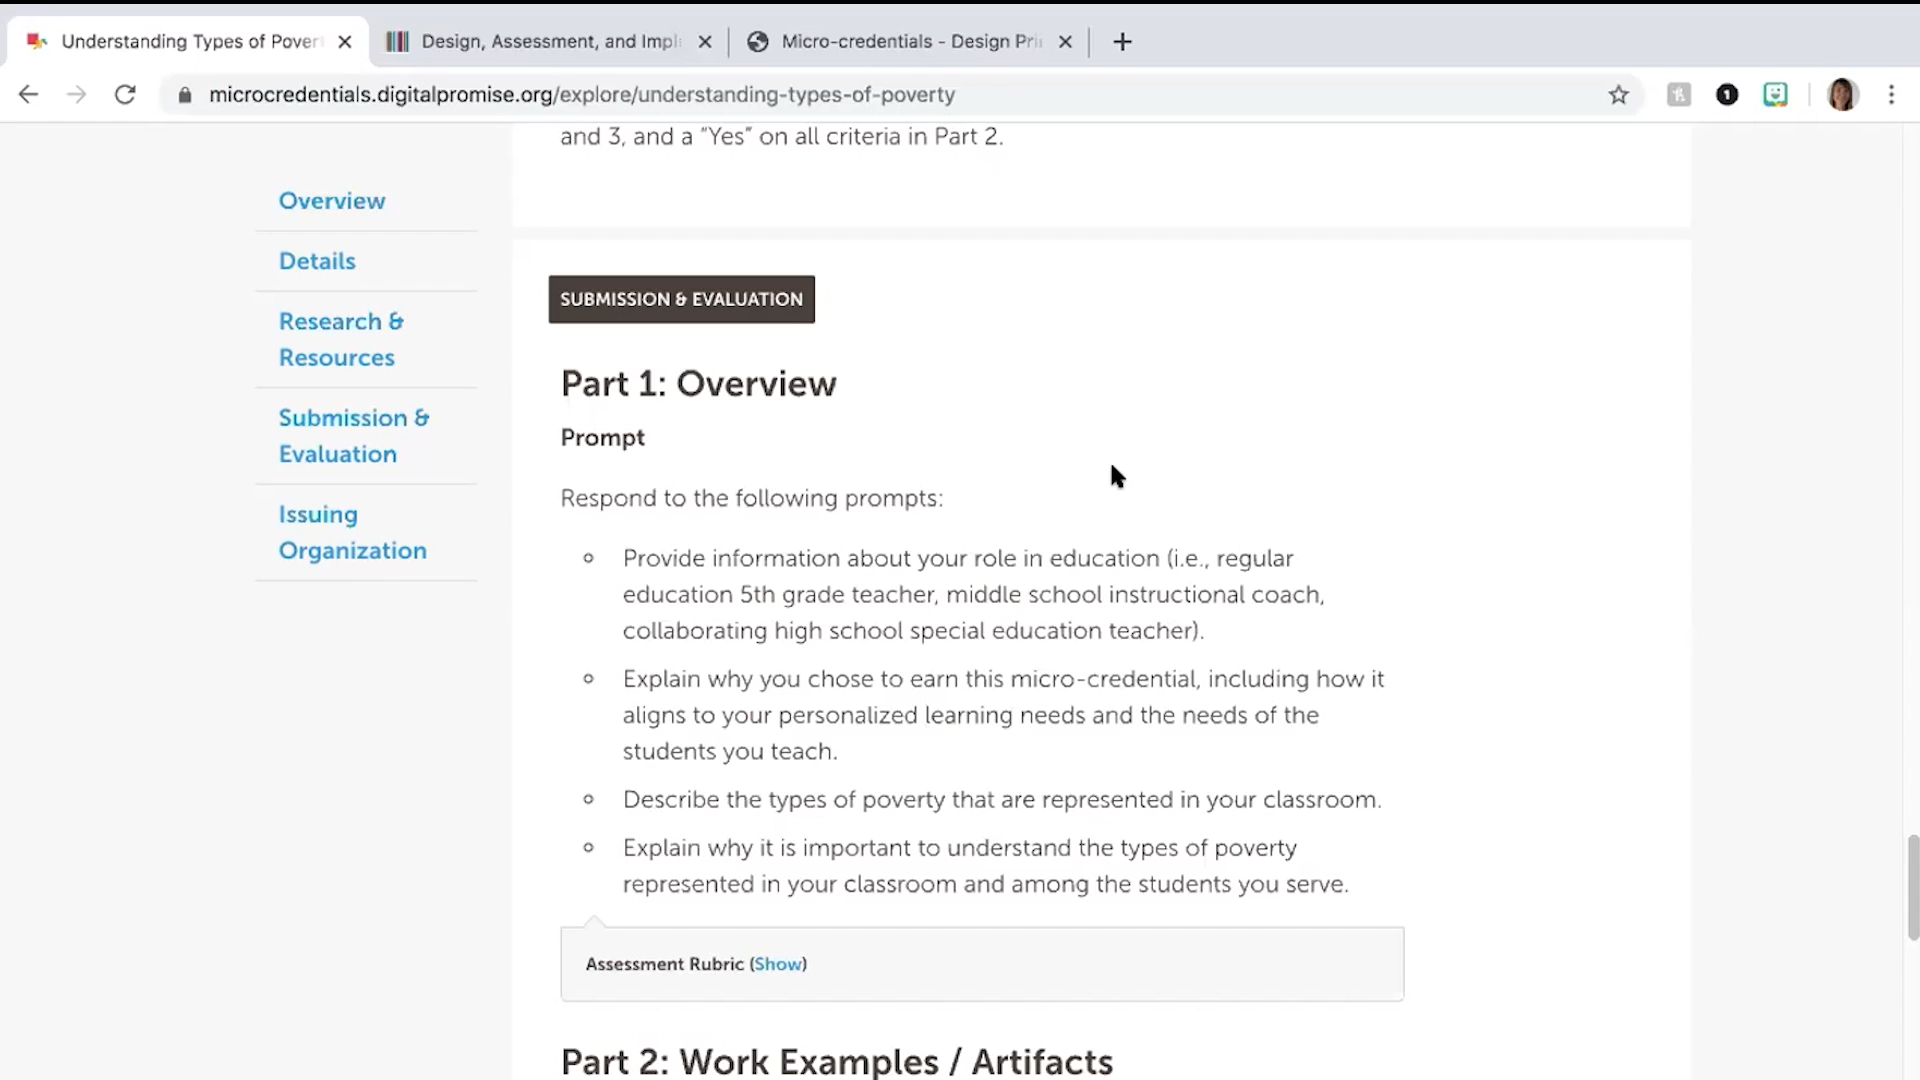 Understanding Types of Pover
Design, Assessment, and Impl
Micro-credentials - Design Pri
microcredentials.digitalpromise.org/explore/understanding-types-of-poverty
1
and 3, and a “Yes” on all criteria in Part 2.
Overview
Details
Research &
Resources
Submission &
Evaluation
Issuing
Organization
SUBMISSION & EVALUATION
Part 1: Overview
Prompt
Respond to the following prompts:
Provide information about your role in education (i.e., regular
education 5th grade teacher, middle school instructional coach,
collaborating high school special education teacher).
Explain why you chose to earn this micro-credential, including how it
aligns to your personalized learning needs and the needs of the
students you teach.
Describe the types of poverty that are represented in your classroom.
Explain why it is important to understand the types of poverty
represented in your classroom and among the students you serve.
Assessment Rubric (Show)
Part 2: Work Examples / Artifacts